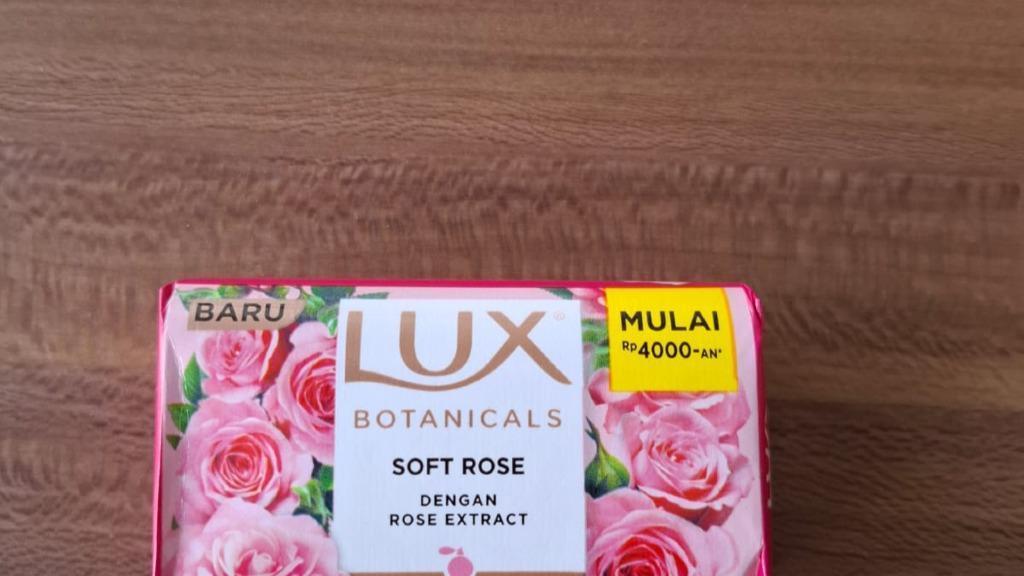 BARU
LUX®
BOTANICALS
SOFT ROSE
DENGAN
ROSE EXTRACT
MULAI
Rp4000-AN*